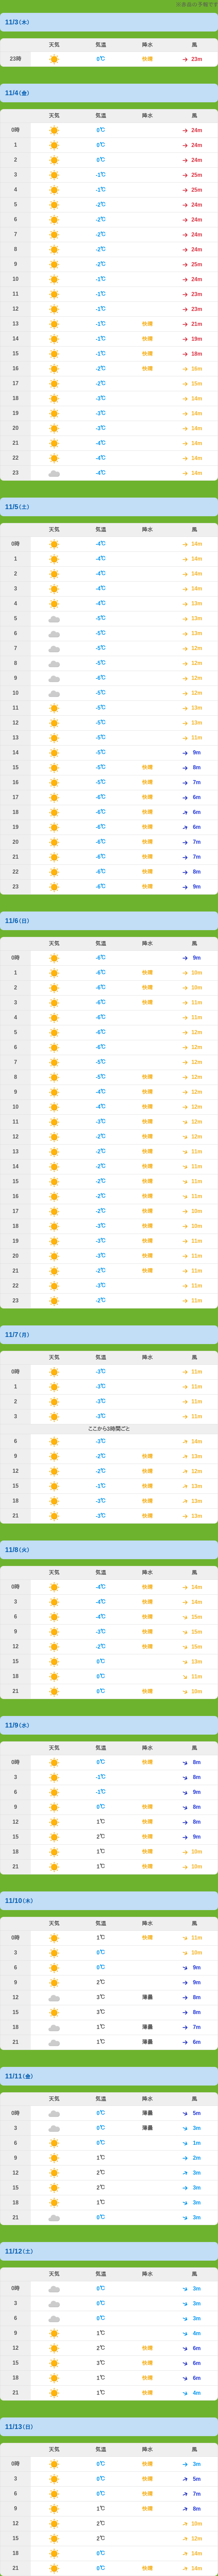 11/3(木)
天気 気温 降水 風
23時 0℃ 快晴 → 23m
11/4(金)
天気 気温 降水 風
0時 0℃ → 24m
1 0℃ → 24m
2 0℃ → 24m
3 -1℃ → 25m
4 -1℃ → 25m
5 -2℃ → 24m
6 -2℃ → 24m
7 -2℃ → 24m
8 -2℃ → 24m
9 -2℃ → 25m
10 -1℃ → 24m
11 -1℃ → 23m
12 -1℃ → 23m
13 -1℃ 快晴 → 21m
14 -1℃ 快晴 → 19m
15 -1℃ 快晴 → 18m
16 -2℃ 快晴 → 16m
17 -2℃ → 15m
18 -3℃ → 14m
19 -3℃ → 14m
20 -3℃ → 14m
21 -4℃ → 14m
22 -4℃ → 14m
23 -4℃ → 14m
11/5(土)
天気 気温 降水 風
0時 -4℃ → 14m
1 -4℃ → 14m
2 -4℃ → 14m
3 -4℃ → 14m
4 -4℃ → 13m
5 -5℃ → 13m
6 -5℃ → 13m
7 -5℃ → 12m
8 -5℃ → 12m
9 -6℃ → 12m
10 -5℃ → 12m
11 -5℃ → 13m
12 -5℃ → 13m
13 -5℃ → 11m
14 -5℃ → 9m
15 -5℃ 快晴 → 8m
16 -5℃ 快晴 → 7m
17 -6℃ 快晴 → 6m
18 -6℃ 快晴 → 6m
19 -6℃ 快晴 → 6m
20 -6℃ 快晴 → 7m
21 -6℃ 快晴 → 7m
22 -6℃ 快晴 → 8m
23 -6℃ 快晴 → 9m
11/6(日)
天気 気温 降水 風
0時 -6℃ → 9m
1 -6℃ 快晴 → 10m
2 -6℃ 快晴 → 10m
3 -6℃ 快晴 → 11m
4 -6℃ → 11m
5 -6℃ → 12m
6 -6℃ → 12m
7 -5℃ → 12m
8 -5℃ 快晴 → 12m
9 -4℃ 快晴 → 12m
10 -4℃ 快晴 → 12m
11 -3℃ 快晴 → 12m
12 -2℃ 快晴 → 12m
13 -2℃ 快晴 → 11m
14 -2℃ 快晴 → 11m
15 -2℃ 快晴 → 11m
16 -2℃ 快晴 → 11m
17 -2℃ 快晴 → 10m
18 -3℃ 快晴 → 10m
19 -3℃ 快晴 → 11m
20 -3℃ 快晴 → 11m
21 -2℃ 快晴 → 11m
22 -3℃ → 11m
23 -2℃ → 11m
11/7(月)
天気 気温 降水 風
0時 -3℃ → 11m
1 -3℃ → 11m
2 -3℃ → 11m
3 -3℃ → 11m
ここから3時間ごと
6 -3℃ → 14m
9 -2℃ 快晴 → 13m
12 -2℃ 快晴 → 12m
15 -1℃ 快晴 → 13m
18 -3℃ 快晴 → 13m
21 -3℃ 快晴 → 13m
11/8(火)
天気 気温 降水 風
0時 -4℃ 快晴 → 14m
3 -4℃ 快晴 → 14m
6 -4℃ 快晴 → 15m
9 -3℃ 快晴 → 15m
12 -2℃ 快晴 → 15m
15 0℃ → 13m
18 0℃ → 11m
21 0℃ 快晴 → 10m
11/9(水)
天気 気温 降水 風
0時 0℃ 快晴 → 8m
3 -1℃ → 8m
6 -1℃ → 9m
9 0℃ 快晴 → 8m
12 1℃ 快晴 → 8m
15 2℃ 快晴 → 9m
18 1℃ 快晴 → 10m
21 1℃ 快晴 → 10m
11/10(木)
天気 気温 降水 風
0時 1℃ 快晴 → 11m
3 0℃ → 10m
6 0℃ → 9m
9 2℃ → 9m
12 3℃ 薄曇 → 8m
15 3℃ → 8m
18 1℃ 薄曇 → 7m
21 1℃ 薄曇 → 6m
11/11(金)
天気 気温 降水 風
0時 0℃ 薄曇 → 5m
3 0℃ 薄曇 → 3m
6 0℃ → 1m
9 1℃ → 2m
12 2℃ → 3m
15 2℃ → 3m
18 1℃ → 3m
21 0℃ → 3m
11/12(土)
天気 気温 降水 風
0時 0℃ → 3m
3 0℃ → 3m
6 0℃ → 3m
9 1℃ → 4m
12 2℃ 快晴 → 6m
15 3℃ 快晴 → 6m
18 1℃ 快晴 → 6m
21 1℃ 快晴 → 4m
11/13(日)
天気 気温 降水 風
0時 0℃ 快晴 → 3m
3 0℃ 快晴 → 5m
6 0℃ 快晴 → 7m
9 1℃ 快晴 → 8m
12 2℃ → 10m
15 2℃ → 12m
18 0℃ → 14m
21 0℃ 快晴 → 14m